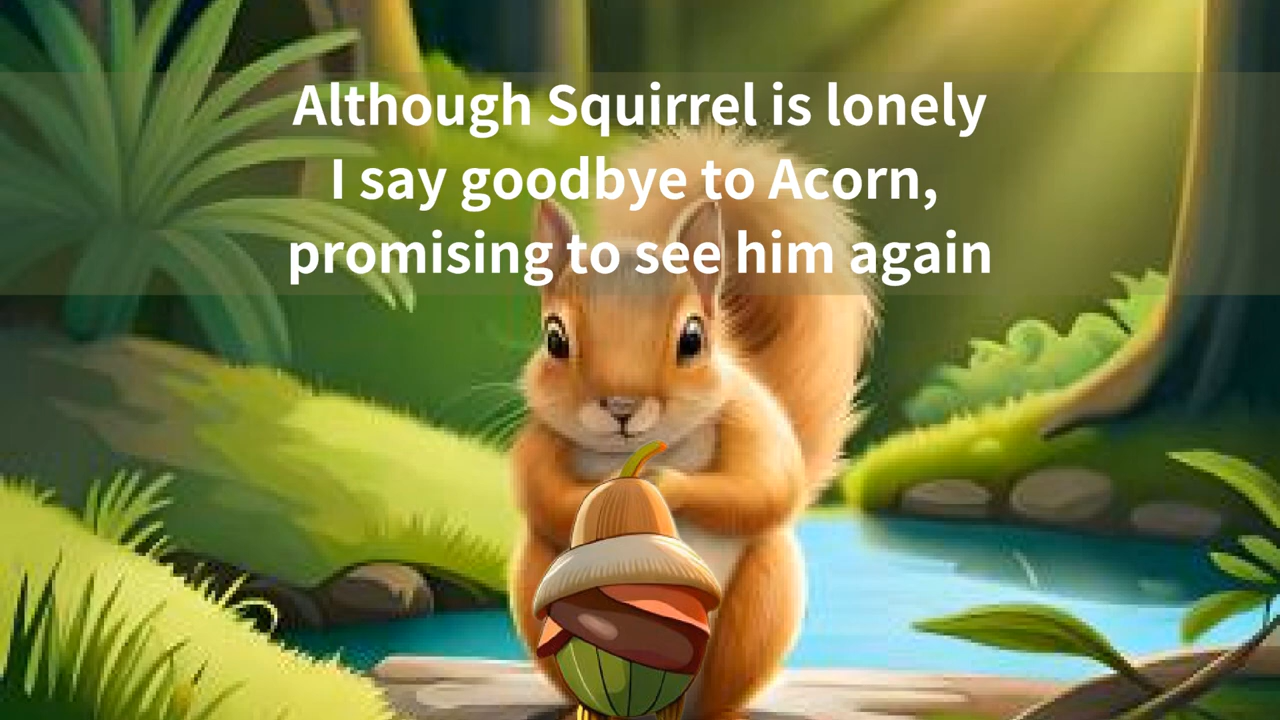 Although Squirrel is lonely
I say goodbye to Acorn,
promising to see him again